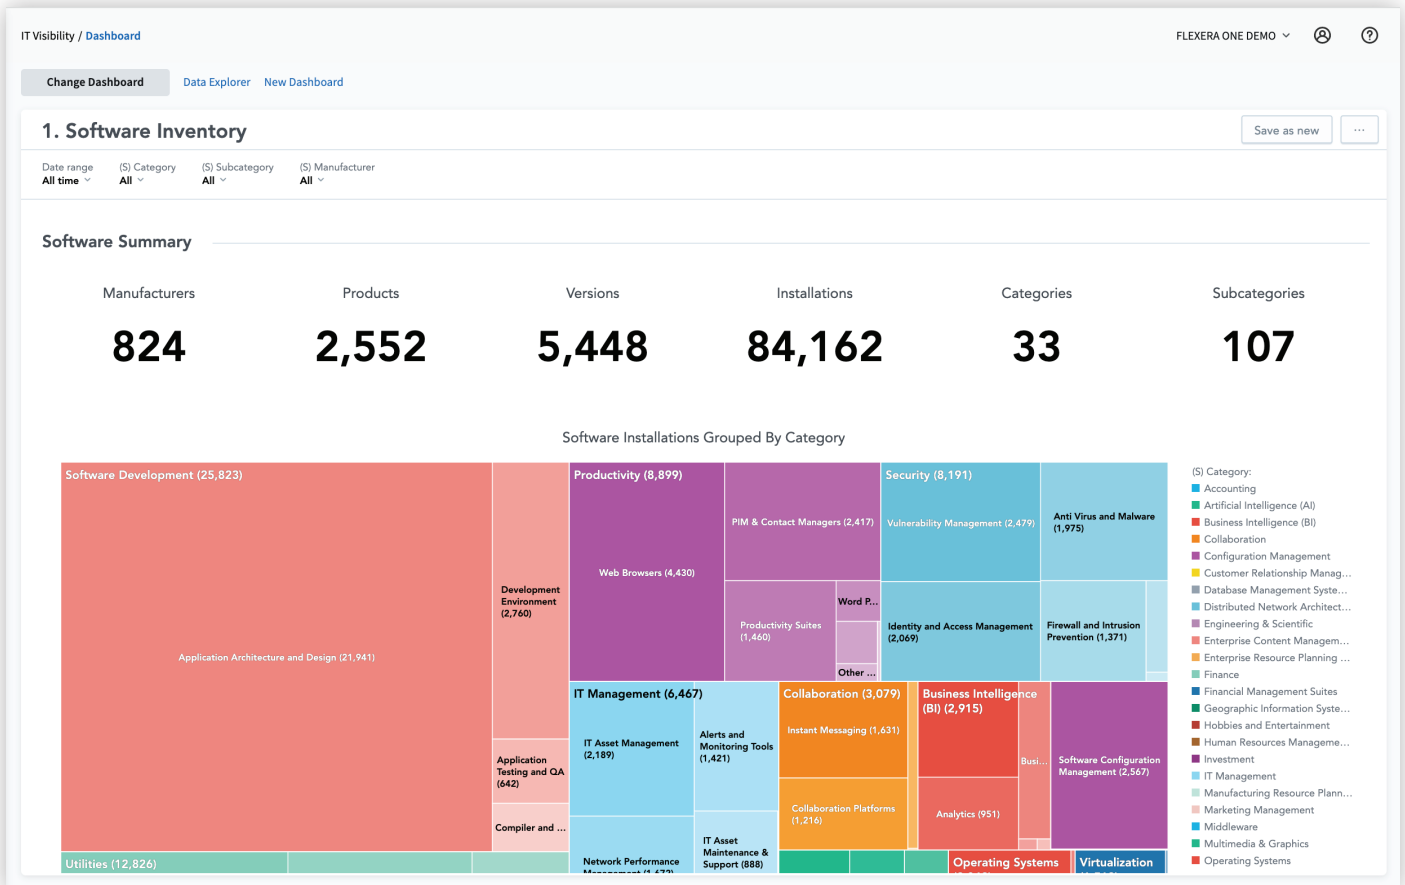 IT Visibility / Dashboard
FLEXERA ONE DEMO
Change Dashboard
Data Explorer
New Dashboard
1. Software Inventory
Save as new
...
Date range
All time
(S) Category
All
(S) Subcategory
All
(S) Manufacturer
All
Software Summary
Manufacturers
824
Products
2,552
Versions
5,448
Installations
84,162
Categories
33
Subcategories
107
Software Installations Grouped By Category
Software Development (25,823)
Application Architecture and Design (21,941)
Development
Environment
(2,760)
Application
Testing and QA
(642)
Compiler and ...
Utilities (12,826)
Productivity (8,899)
Web Browsers (4,430)
PIM & Contact Managers (2,417)
Productivity Suites
(1,460)
Word P...
Other ...
Security (8,191)
Vulnerability Management (2,479)
Anti Virus and Malware
(1,975)
Identity and Access Management
(2,069)
Firewall and Intrusion
Prevention (1,371)
IT Management (6,467)
IT Asset Management
(2,189)
Alerts and
Monitoring Tools
(1,421)
Network Performance
Management (1,672)
IT Asset
Maintenance &
Support (888)
Collaboration (3,079)
Instant Messaging (1,631)
Collaboration Platforms
(1,216)
Business Intelligence
(BI) (2,915)
Busi...
Analytics (951)
Software Configuration
Management (2,567)
Operating Systems
Virtualization
(S) Category:
Accounting
Artificial Intelligence (AI)
Business Intelligence (BI)
Collaboration
Configuration Management
Customer Relationship Manag...
Database Management Syste...
Distributed Network Architect...
Engineering & Scientific
Enterprise Content Managem...
Enterprise Resource Planning ...
Finance
Financial Management Suites
Geographic Information Syste...
Hobbies and Entertainment
Human Resources Manageme...
Investment
IT Management
Manufacturing Resource Plann...
Marketing Management
Middleware
Multimedia & Graphics
Operating Systems